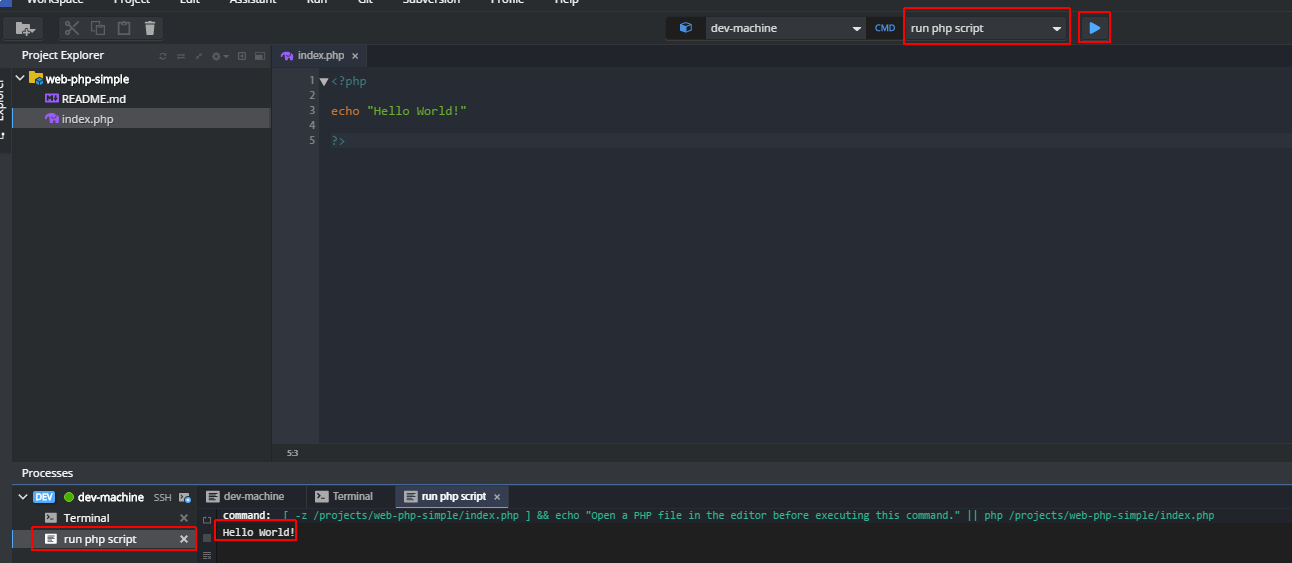 Workspace Project Edit Assistant Run Git Subversion Profile Help
dev-machine CMD run php script
Project Explorer
index.php
web-php-simple
README.md
index.php
1 <?php
2
3 echo "Hello World!"
4
5 ?>
5:3
Processes
DEV dev-machine SSH
Terminal
run php script
dev-machine Terminal run php script
command: [ -z /projects/web-php-simple/index.php ] && echo "Open a PHP file in the editor before executing this command." || php /projects/web-php-simple/index.php
Hello World!